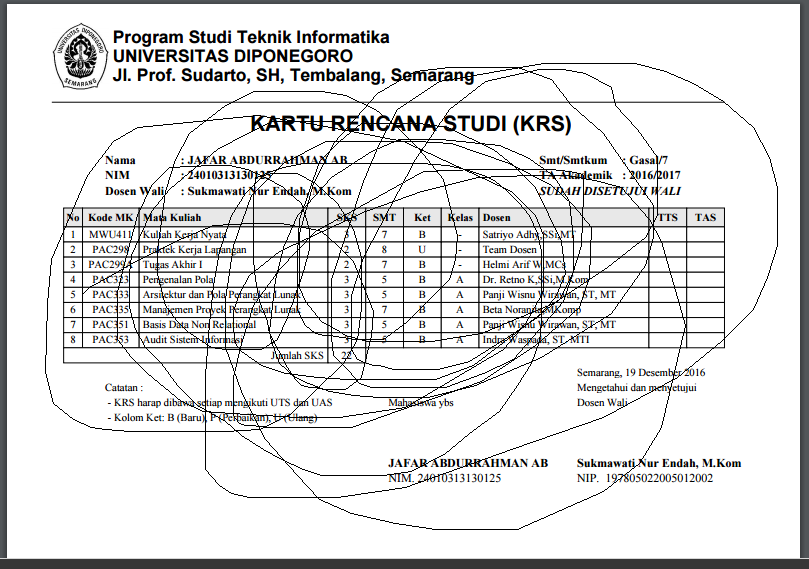 Program Studi Teknik Informatika
UNIVERSITAS DIPONEGORO
Jl. Prof. Sudarto, SH, Tembalang, Semarang
SEMARANG
KARTU RENCANA STUDI (KRS)
Nama : JAFAR ABDURRAHMAN AB Smt/Smtkum : Gasal/7
NIM : 24010313130125 TA Akademik : 2016/2017
Dosen Wali : Sukmawati Nur Endah, M.Kom SUDAH DISETUJUI WALI
No Kode MK Mata Kuliah SKS SMT Ket Kelas Dosen TTS TAS
1 MWU411 Kuliah Kerja Nyata 3 7 B - Satriyo Adhy,SSi,MT
2 PAC298 Praktek Kerja Lapangan 2 8 U - Team Dosen
3 PAC299A Tugas Akhir I 2 7 B - Helmi Arif W,MCs
4 PAC323 Pengenalan Pola 3 5 B A Dr. Retno K,SSi,M.Kom
5 PAC333 Arsitektur dan Pola Perangkat Lunak 3 5 B A Panji Wisnu Wirawan, ST, MT
6 PAC335 Manajemen Proyek Perangkat Lunak 3 7 B A Beta Noranita,MKomp
7 PAC351 Basis Data Non Relational 3 5 B A Panji Wisnu Wirawan, ST, MT
8 PAC353 Audit Sistem Informasi 3 5 B A Indra Waspada, ST, MTI
Jumlah SKS 22
Semarang, 19 Desember 2016
Catatan : Mengetahui dan menyetujui
- KRS harap dibawa setiap mengikuti UTS dan UAS Mahasiswa ybs Dosen Wali
- Kolom Ket: B (Baru), P (Perbaikan), U (Ulang)
JAFAR ABDURRAHMAN AB Sukmawati Nur Endah, M.Kom
NIM. 24010313130125 NIP. 197805022005012002